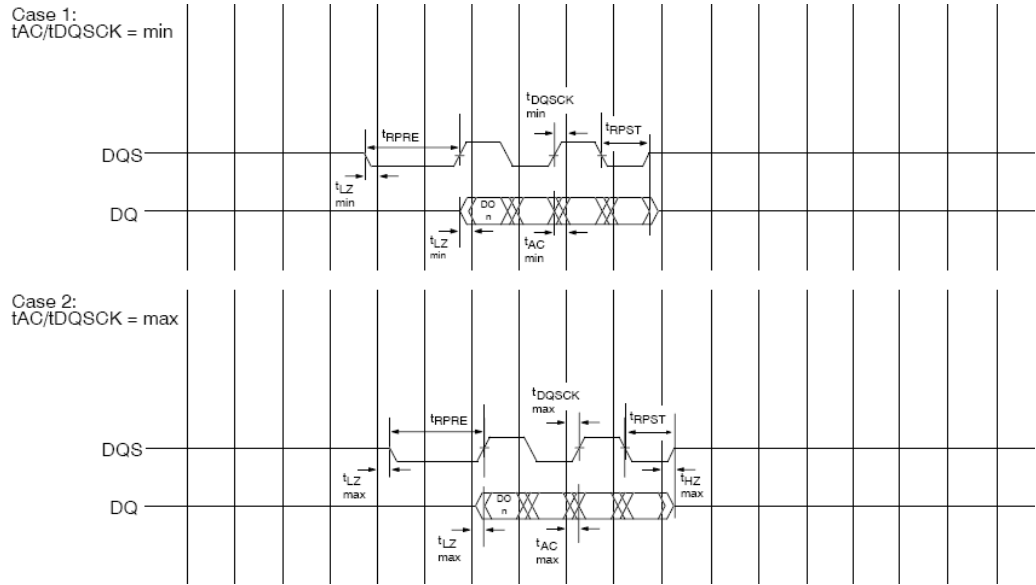 Case 1:
tAC/tDQSCK = min
tDQSCK
min
tRPRE
tRPST
DQS
tLZ
min
DQ
DO
n
tLZ
min
tAC
min
Case 2:
tAC/tDQSCK = max
tDQSCK
max
tRPRE
tRPST
DQS
tLZ
max
tHZ
max
DQ
DO
n
tLZ
max
tAC
max